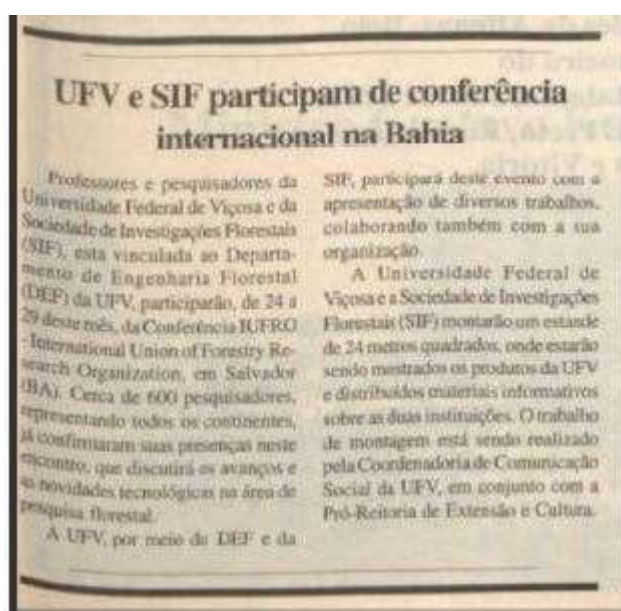 UFV e SIF participam de conferência
internacional na Bahia
Professores e pesquisadores da
Universidade Federal de Viçosa e da
Sociedade de Investigações Florestais
(SIF), esta vinculada ao Departa-
mento de Engenharia Florestal
(DEF) da UFV, participarão, de 24 a
29 deste mês, da Conferência IUFRO
- International Union of Forestry Re-
search Organization, em Salvador
(BA). Cerca de 600 pesquisadores,
representando todos os continentes,
já confirmaram suas presenças neste
encontro, que discutirá os avanços e
as novidades tecnológicas na área de
pesquisa florestal.
A UFV, por meio do DEF e da
SIF, participará deste evento com a
apresentação de diversos trabalhos,
colaborando também com a sua
organização.
A Universidade Federal de
Viçosa e a Sociedade de Investigações
Florestais (SIF) montarão um estande
de 24 metros quadrados, onde estarão
sendo mostrados os produtos da UFV
e distribuídos materiais informativos
sobre as duas instituições. O trabalho
de montagem está sendo realizado
pela Coordenadoria de Comunicação
Social da UFV, em conjunto com a
Pró-Reitoria de Extensão e Cultura.